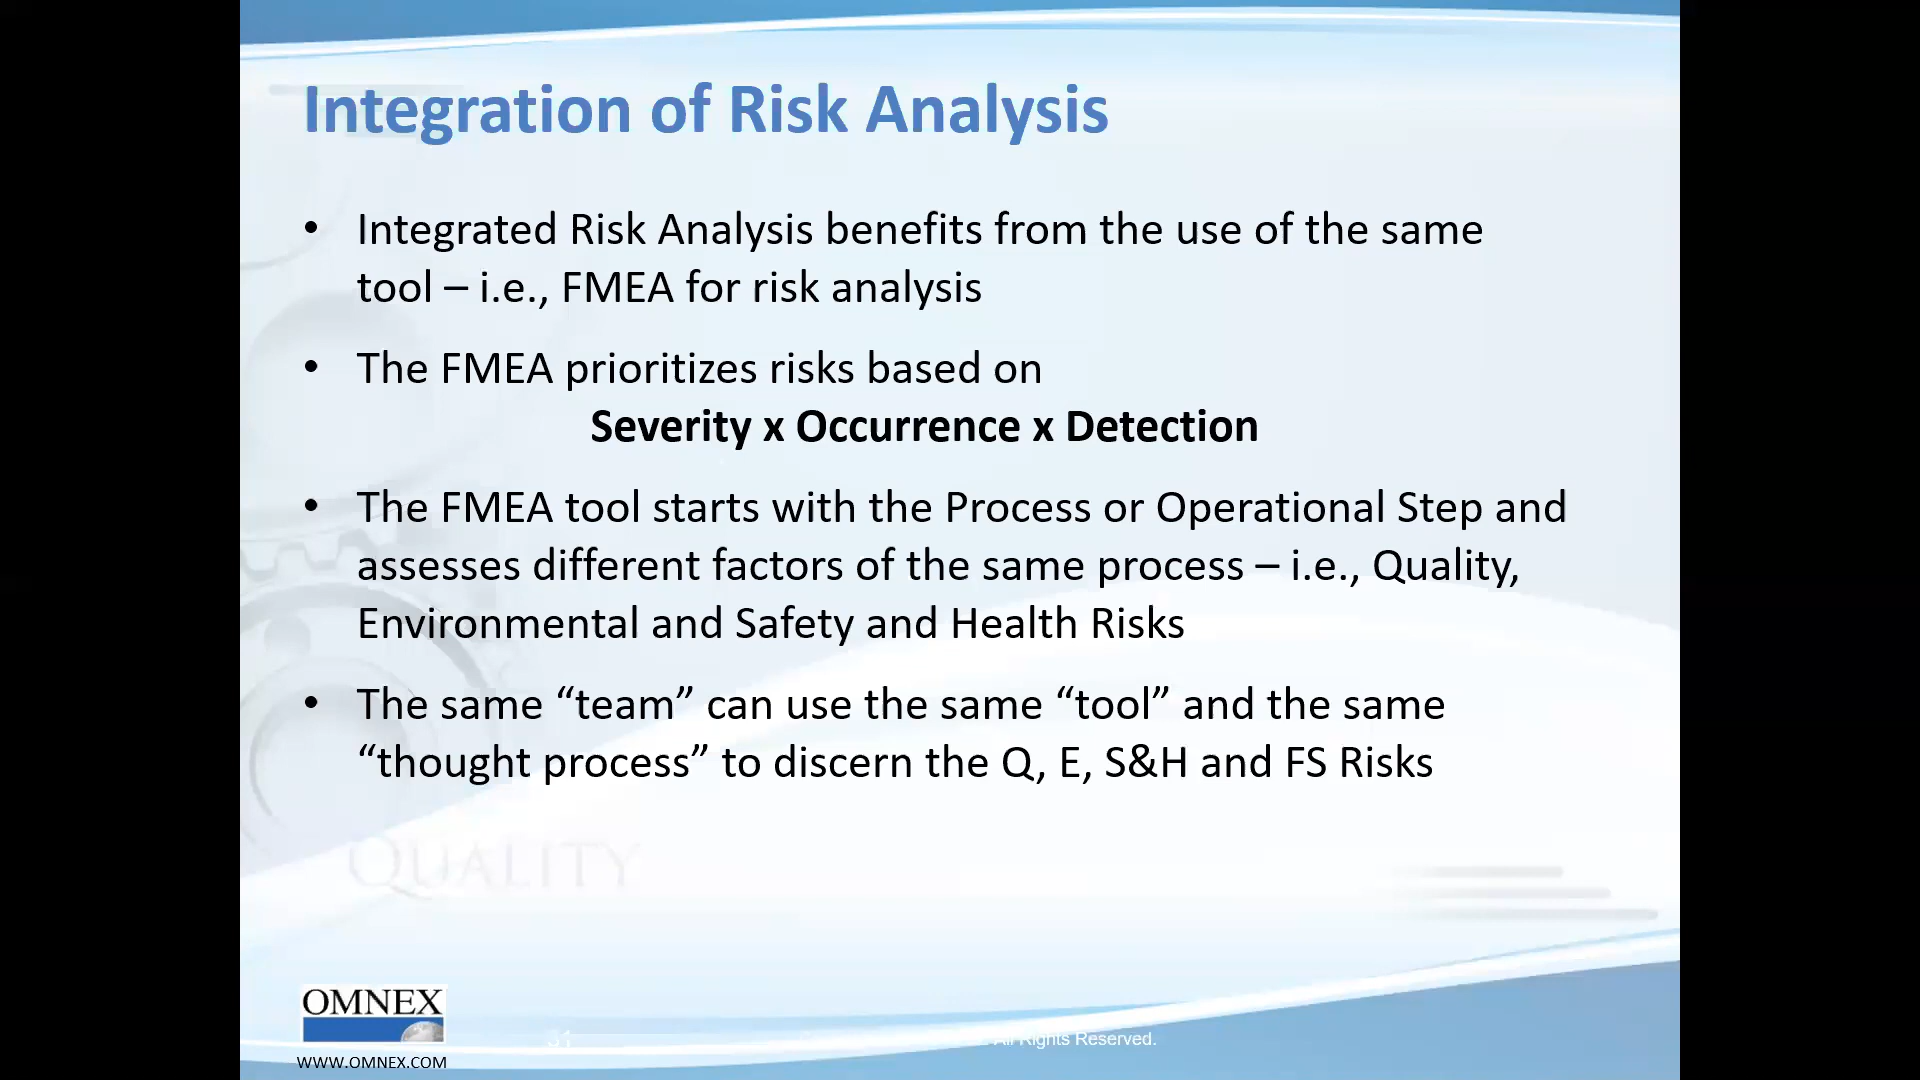 Integration of Risk Analysis
• Integrated Risk Analysis benefits from the use of the same
tool – i.e., FMEA for risk analysis
• The FMEA prioritizes risks based on
Severity x Occurrence x Detection
• The FMEA tool starts with the Process or Operational Step and
assesses different factors of the same process – i.e., Quality,
Environmental and Safety and Health Risks
• The same “team” can use the same “tool” and the same
“thought process” to discern the Q, E, S&H and FS Risks
QUALITY
OMNEX
WWW.OMNEX.COM
All Rights Reserved.